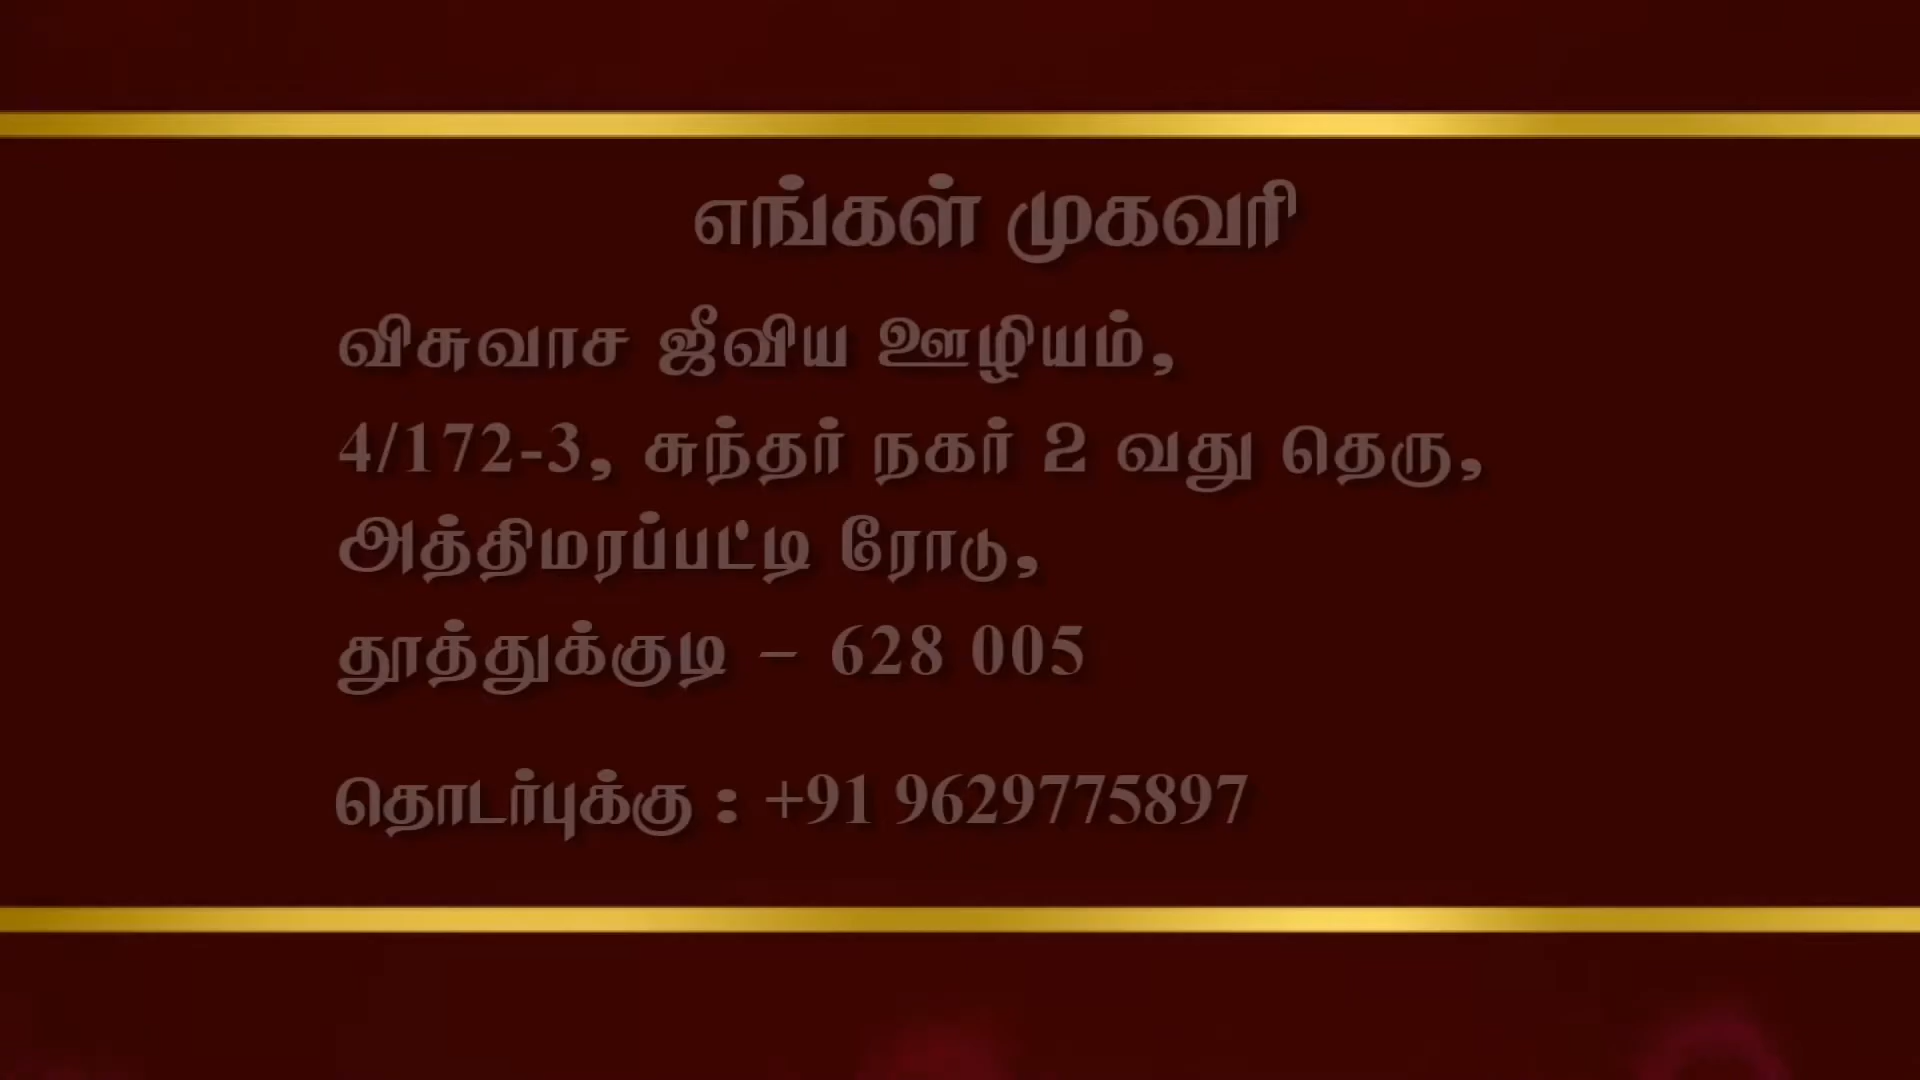 எங்கள் முகவரி
விசுவாச ஜீவிய ஊழியம்,
4/172-3, சுந்தர் நகர் 2 வது தெரு,
அத்திமரப்பட்டி ரோடு,
தூத்துக்குடி – 628 005
தொடர்புக்கு : +91 9629775897